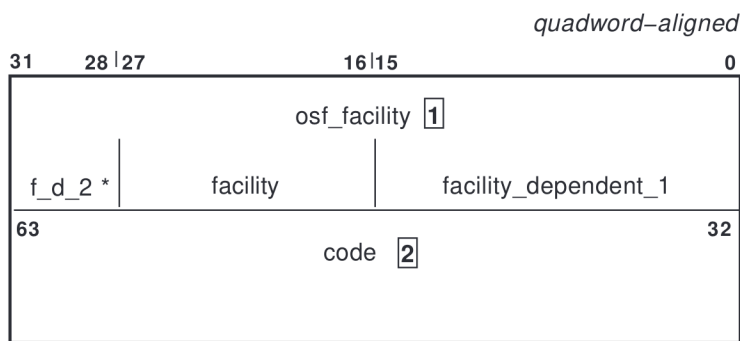 quadword–aligned
31 28 27 16 15 0
osf_facility 1
f_d_2 * facility facility_dependent_1
63 32
code 2